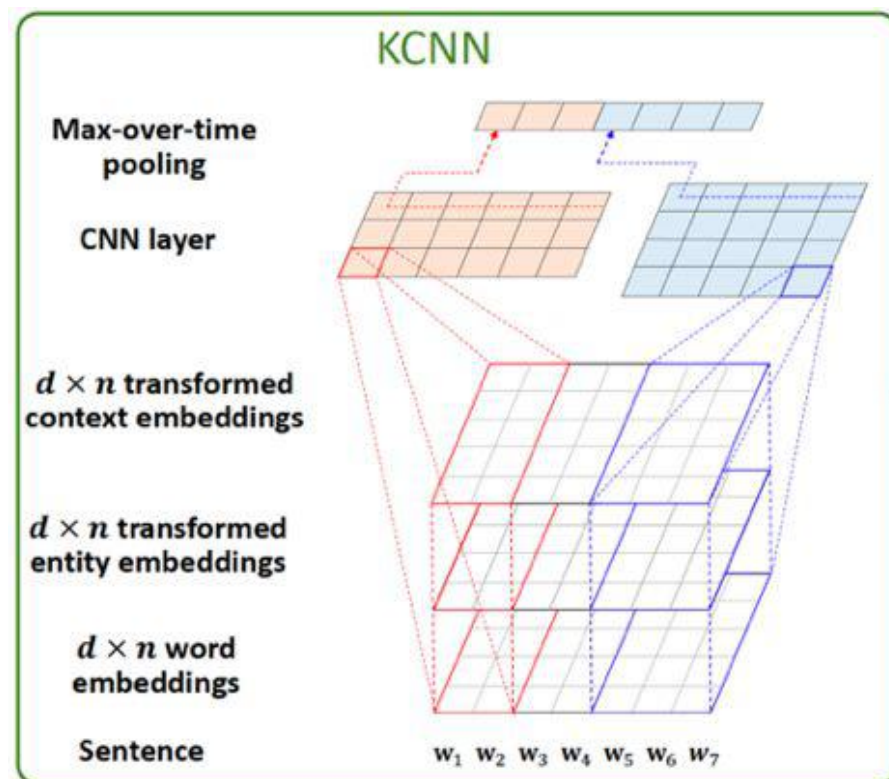 KCNN
Max-over-time
pooling
CNN layer
d × n transformed
context embeddings
d × n transformed
entity embeddings
d × n word
embeddings
Sentence w₁ w₂ w₃ w₄ w₅ w₆ w₇